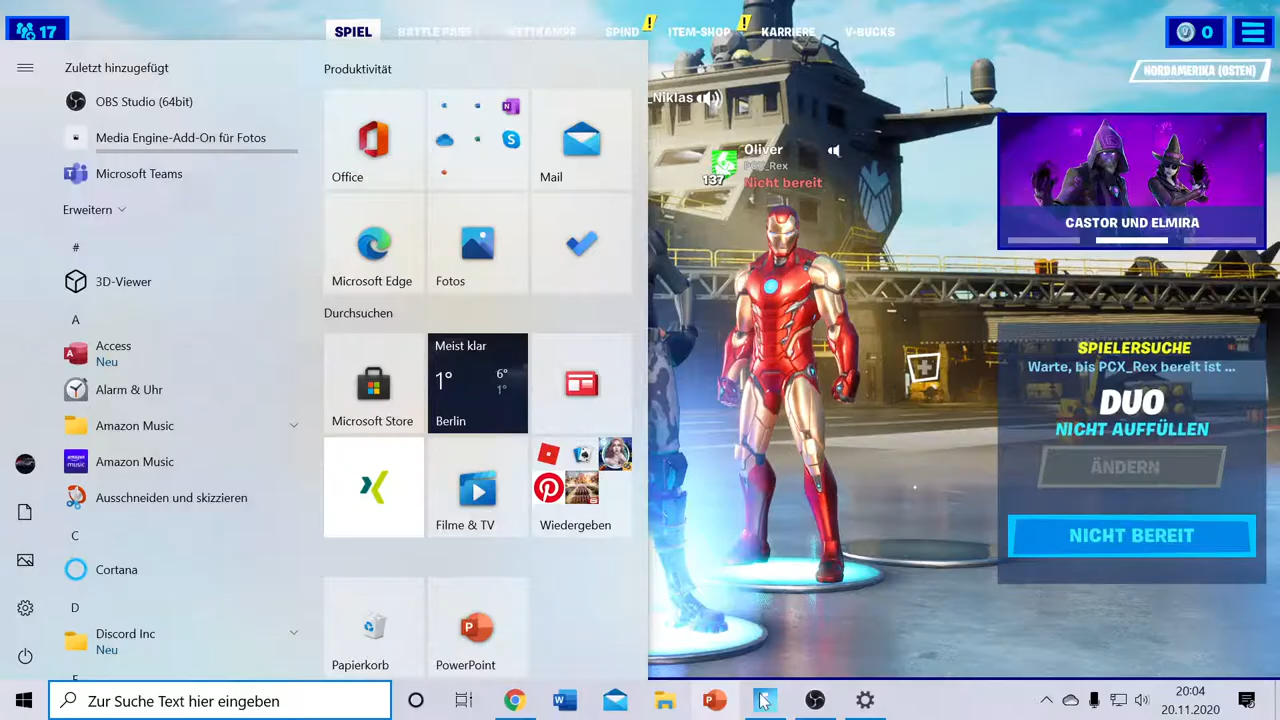 17
SPIEL
BATTLE PASS
WETTKÄMPFE
SPIND
!
ITEM-SHOP
!
KARRIERE
V-BUCKS
0
NORDAMERIKA (OSTEN)
Zuletzt hinzugefügt
OBS Studio (64bit)
Media Engine-Add-On für Fotos
Microsoft Teams
Erweitern
#
3D-Viewer
A
Access
Neu
Alarm & Uhr
Amazon Music
Amazon Music
Ausschneiden und skizzieren
C
Cortana
D
Discord Inc
Neu
Produktivität
Office
Mail
Microsoft Edge
Fotos
Durchsuchen
Microsoft Store
Meist klar
1°
6°
1°
Berlin
Filme & TV
Wiedergeben
Papierkorb
PowerPoint
_Niklas
Oliver
PCX_Rex
137
Nicht bereit
CASTOR UND ELMIRA
SPIELERSUCHE
Warte, bis PCX_Rex bereit ist ...
DUO
NICHT AUFFÜLLEN
ÄNDERN
NICHT BEREIT
Zur Suche Text hier eingeben
20:04
20.11.2020